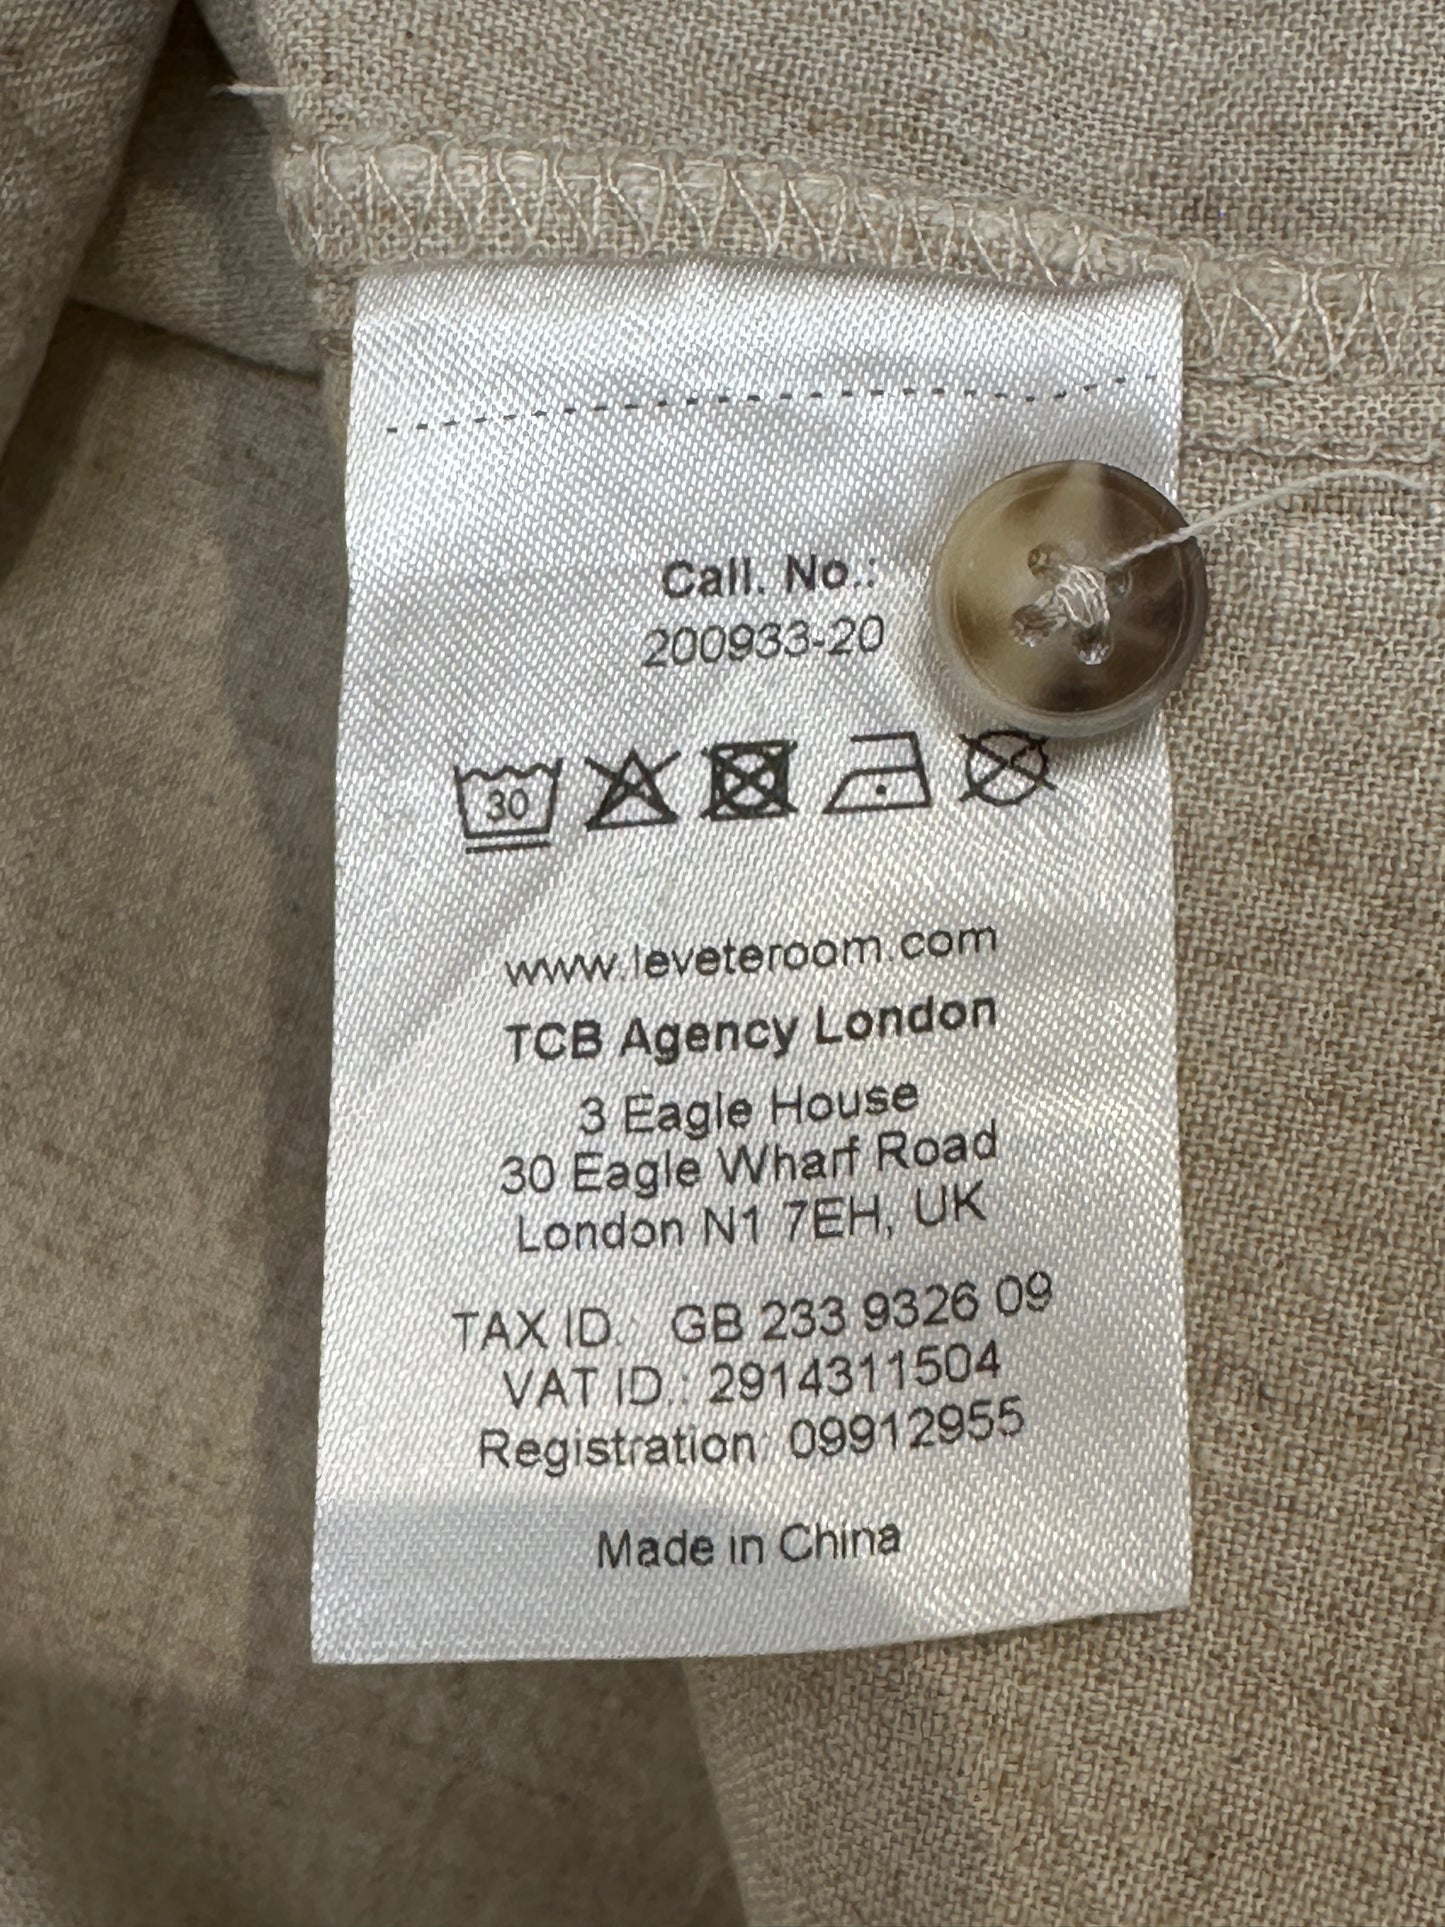 Call. No.:
200933-20
30
www.leveteroom.com
TCB Agency London
3 Eagle House
30 Eagle Wharf Road
London N1 7EH, UK
TAX ID.: GB 233 9326 09
VAT ID.: 2914311504
Registration: 09912955
Made in China